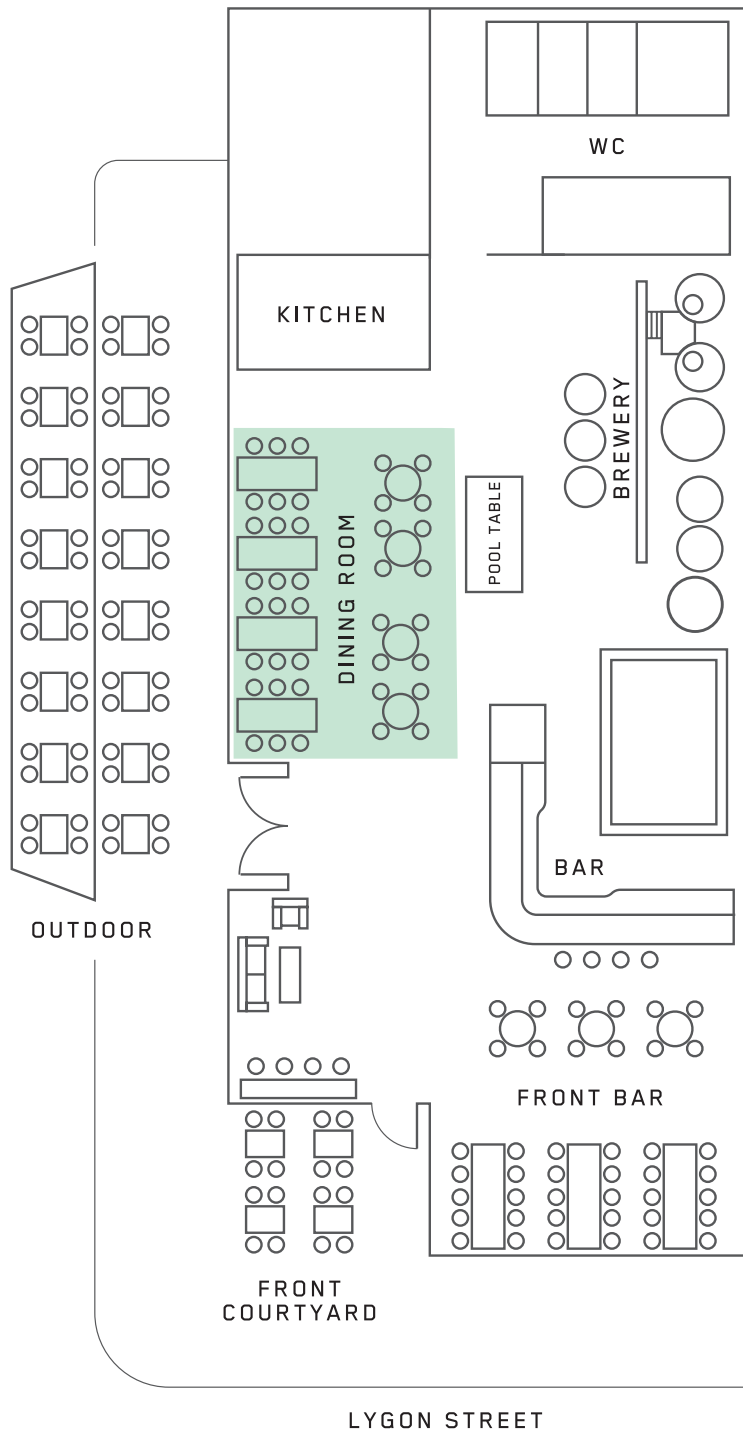 WC
KITCHEN
BREWERY
POOL TABLE
DINING ROOM
BAR
OUTDOOR
FRONT BAR
FRONT
COURTYARD
LYGON STREET